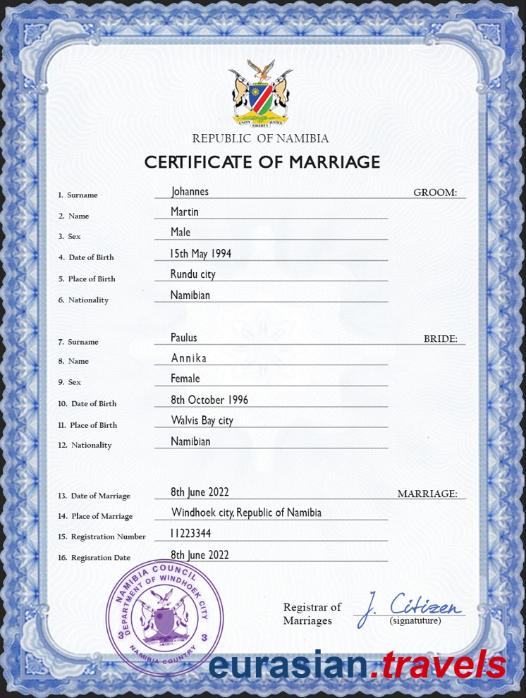 REPUBLIC OF NAMIBIA
CERTIFICATE OF MARRIAGE
1. Surname Johannes GROOM:
2. Name Martin
3. Sex Male
4. Date of Birth 15th May 1994
5. Place of Birth Rundu city
6. Nationality Namibian
7. Surname Paulus BRIDE:
8. Name Annika
9. Sex Female
10. Date of Birth 8th October 1996
11. Place of Birth Walvis Bay city
12. Nationality Namibian
13. Date of Marriage 8th June 2022 MARRIAGE:
14. Place of Marriage Windhoek city, Republic of Namibia
15. Registration Number 11223344
16. Regisration Date 8th June 2022
NAMIBIA COUNCIL
DEPARTMENT OF WINDHOEK CITY
3 3
NAMIBIA COUNTRY
Registrar of J. Citizen
Marriages (signatuture)
eurasian.travels